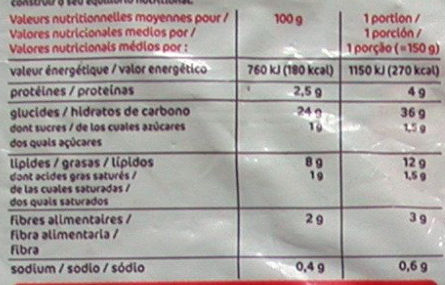 construir o seu equilíbrio nutricional.
Valeurs nutritionnelles moyennes pour / 100 g 1 portion /
Valores nutricionales medios por / 1 porción /
Valores nutricionais médios por : 1 porção (≈150 g)
valeur énergétique / valor energético 760 kJ (180 kcal) 1150 kJ (270 kcal)
protéines / proteínas 2,5 g 4 g
glucides / hidratos de carbono 24 g 36 g
dont sucres / de los cuales azúcares 1 g 1,5 g
dos quais açúcares
lipides / grasas / lípidos 8 g 12 g
dont acides gras saturés / 1 g 1,5 g
de las cuales saturadas /
dos quais saturados
fibres alimentaires / 2 g 3 g
fibra alimentaria /
fibra
sodium / sodio / sódio 0,4 g 0,6 g